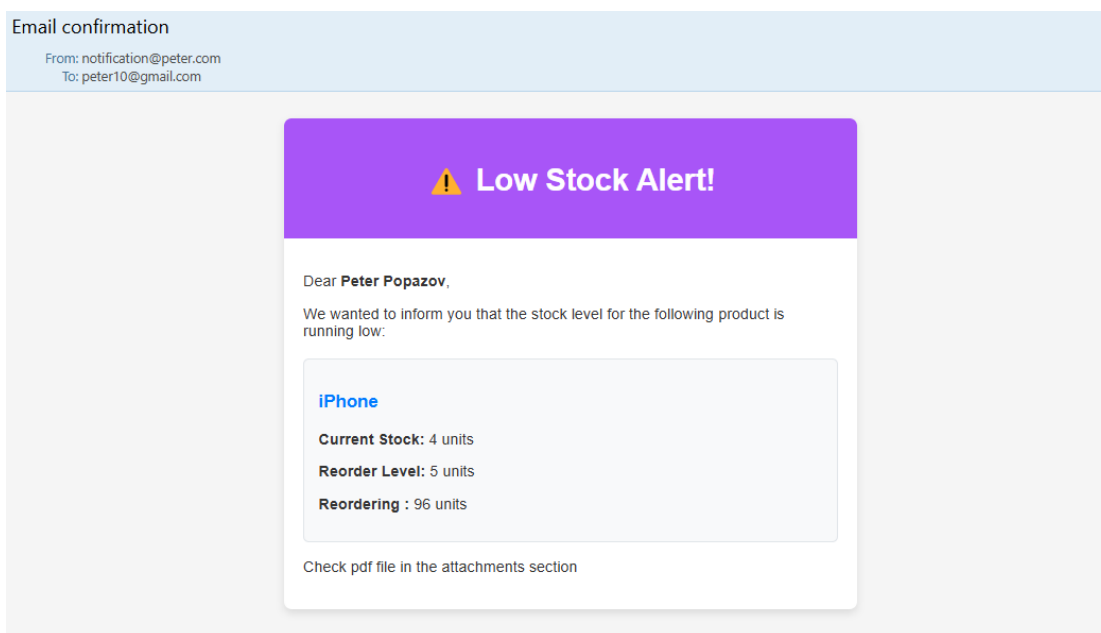 Email confirmation
From: notification@peter.com
To: peter10@gmail.com
⚠ Low Stock Alert!
Dear Peter Popazov,
We wanted to inform you that the stock level for the following product is
running low:
iPhone
Current Stock: 4 units
Reorder Level: 5 units
Reordering : 96 units
Check pdf file in the attachments section